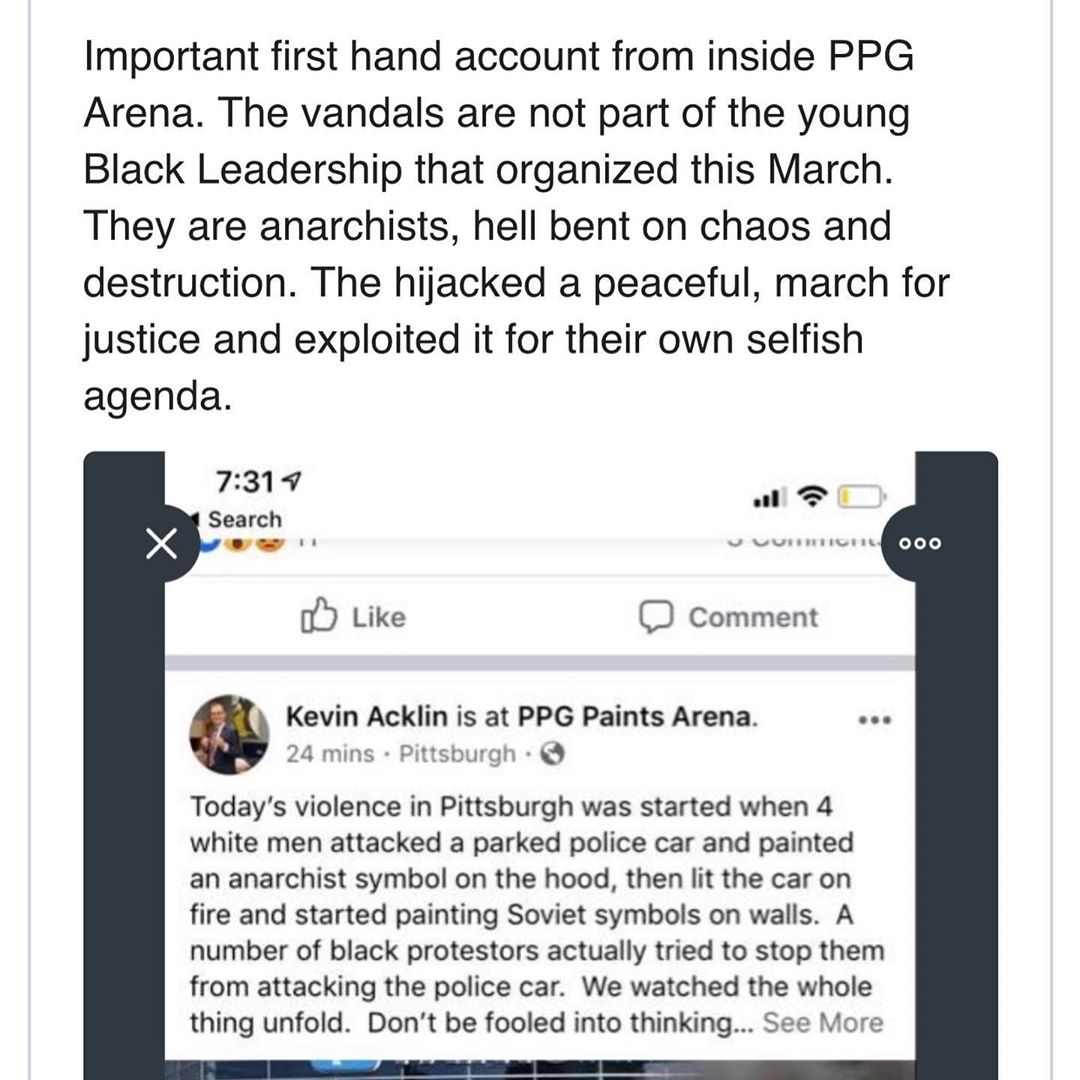 Important first hand account from inside PPG
Arena. The vandals are not part of the young
Black Leadership that organized this March.
They are anarchists, hell bent on chaos and
destruction. The hijacked a peaceful, march for
justice and exploited it for their own selfish
agenda.
7:31
Search
Like Comment
Kevin Acklin is at PPG Paints Arena.
24 mins · Pittsburgh ·
Today's violence in Pittsburgh was started when 4
white men attacked a parked police car and painted
an anarchist symbol on the hood, then lit the car on
fire and started painting Soviet symbols on walls. A
number of black protestors actually tried to stop them
from attacking the police car. We watched the whole
thing unfold. Don't be fooled into thinking... See More